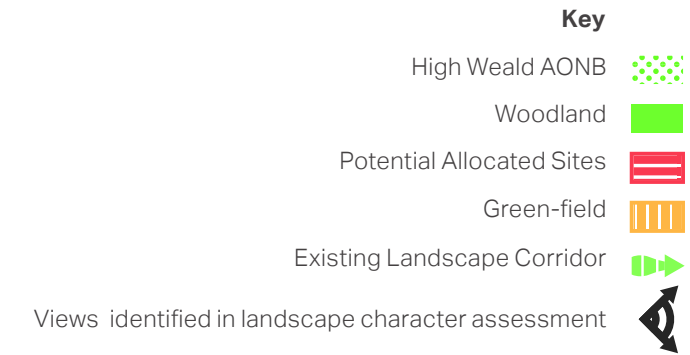 Key
High Weald AONB
Woodland
Potential Allocated Sites
Green-field
Existing Landscape Corridor
Views identified in landscape character assessment